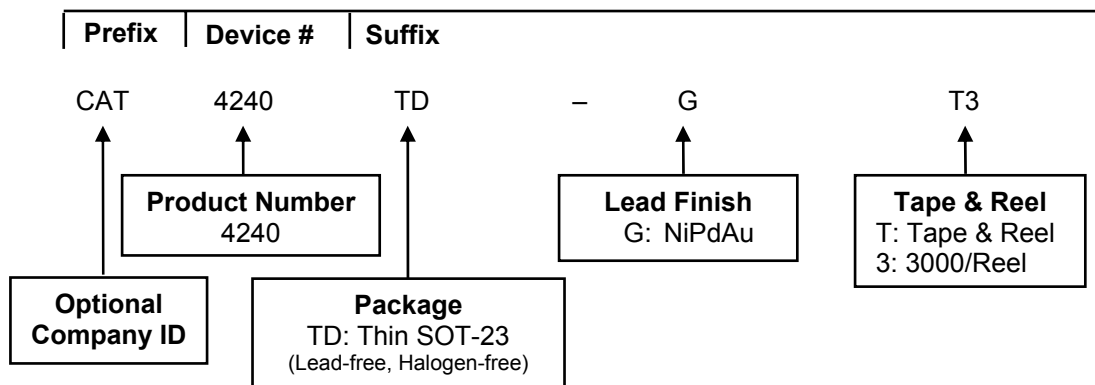 Prefix Device # Suffix
CAT 4240 TD – G T3
Product Number
4240
Lead Finish
G: NiPdAu
Tape & Reel
T: Tape & Reel
3: 3000/Reel
Optional
Company ID
Package
TD: Thin SOT-23
(Lead-free, Halogen-free)